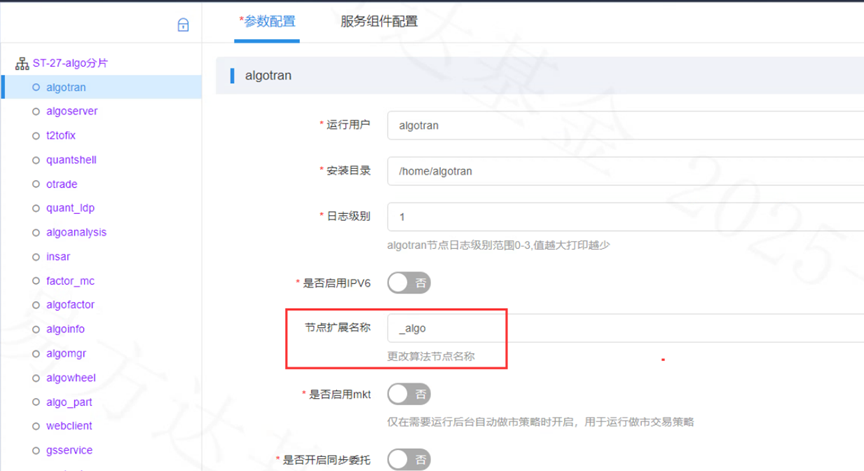 *参数配置
服务组件配置
ST-27-algo分片
algotran
algoserver
t2tofix
quantshell
otrade
quant_ldp
algoanalysis
insar
factor_mc
algofactor
algoinfo
algomgr
algowheel
algo_part
webclient
gsservice
algotran
* 运行用户
algotran
* 安装目录
/home/algotran
* 日志级别
1
algotran节点日志级别范围0-3,值越大打印越少
* 是否启用IPV6
否
节点扩展名称
_algo
更改算法节点名称
* 是否启用mkt
否
仅在需要运行后台自动做市策略时开启，用于运行做市交易策略
* 是否开启同步委托
否
易方达
达基金 2025-